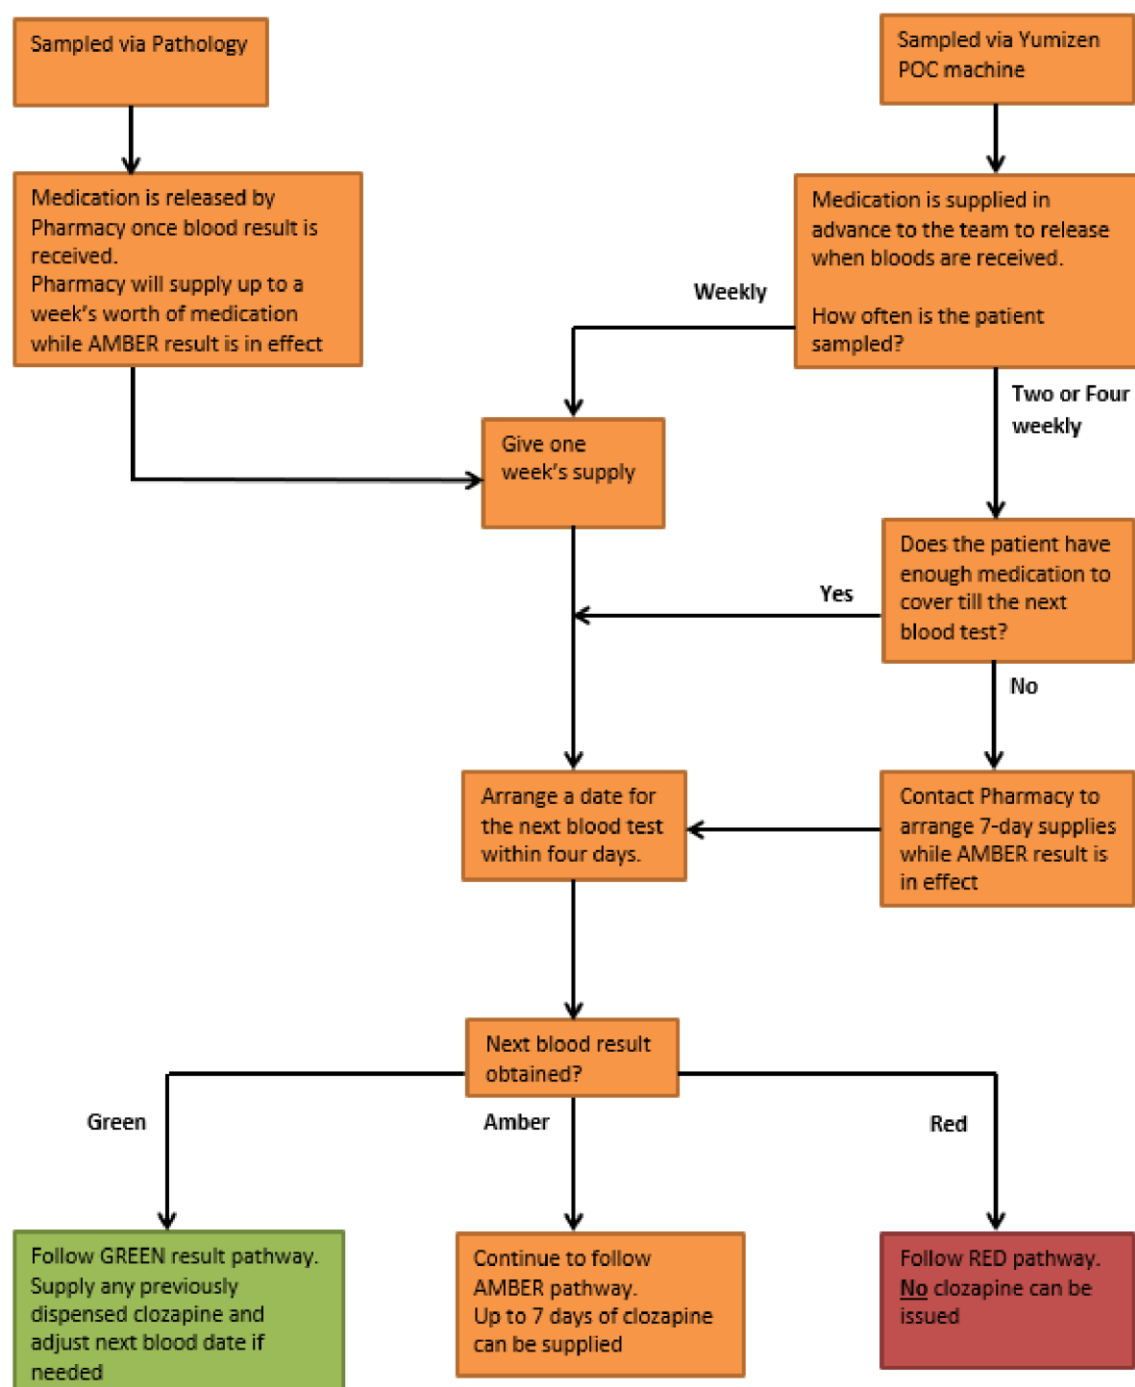 Sampled via Pathology
Sampled via Yumizen
POC machine
Medication is released by
Pharmacy once blood result is
received.
Pharmacy will supply up to a
week's worth of medication
while AMBER result is in effect
Medication is supplied in
advance to the team to release
when bloods are received.
How often is the patient
sampled?
Weekly
Two or Four
weekly
Give one
week's supply
Does the patient have
enough medication to
cover till the next
blood test?
Yes
No
Arrange a date for
the next blood test
within four days.
Contact Pharmacy to
arrange 7-day supplies
while AMBER result is
in effect
Next blood result
obtained?
Green
Amber
Red
Follow GREEN result pathway.
Supply any previously
dispensed clozapine and
adjust next blood date if
needed
Continue to follow
AMBER pathway.
Up to 7 days of clozapine
can be supplied
Follow RED pathway.
No clozapine can be
issued